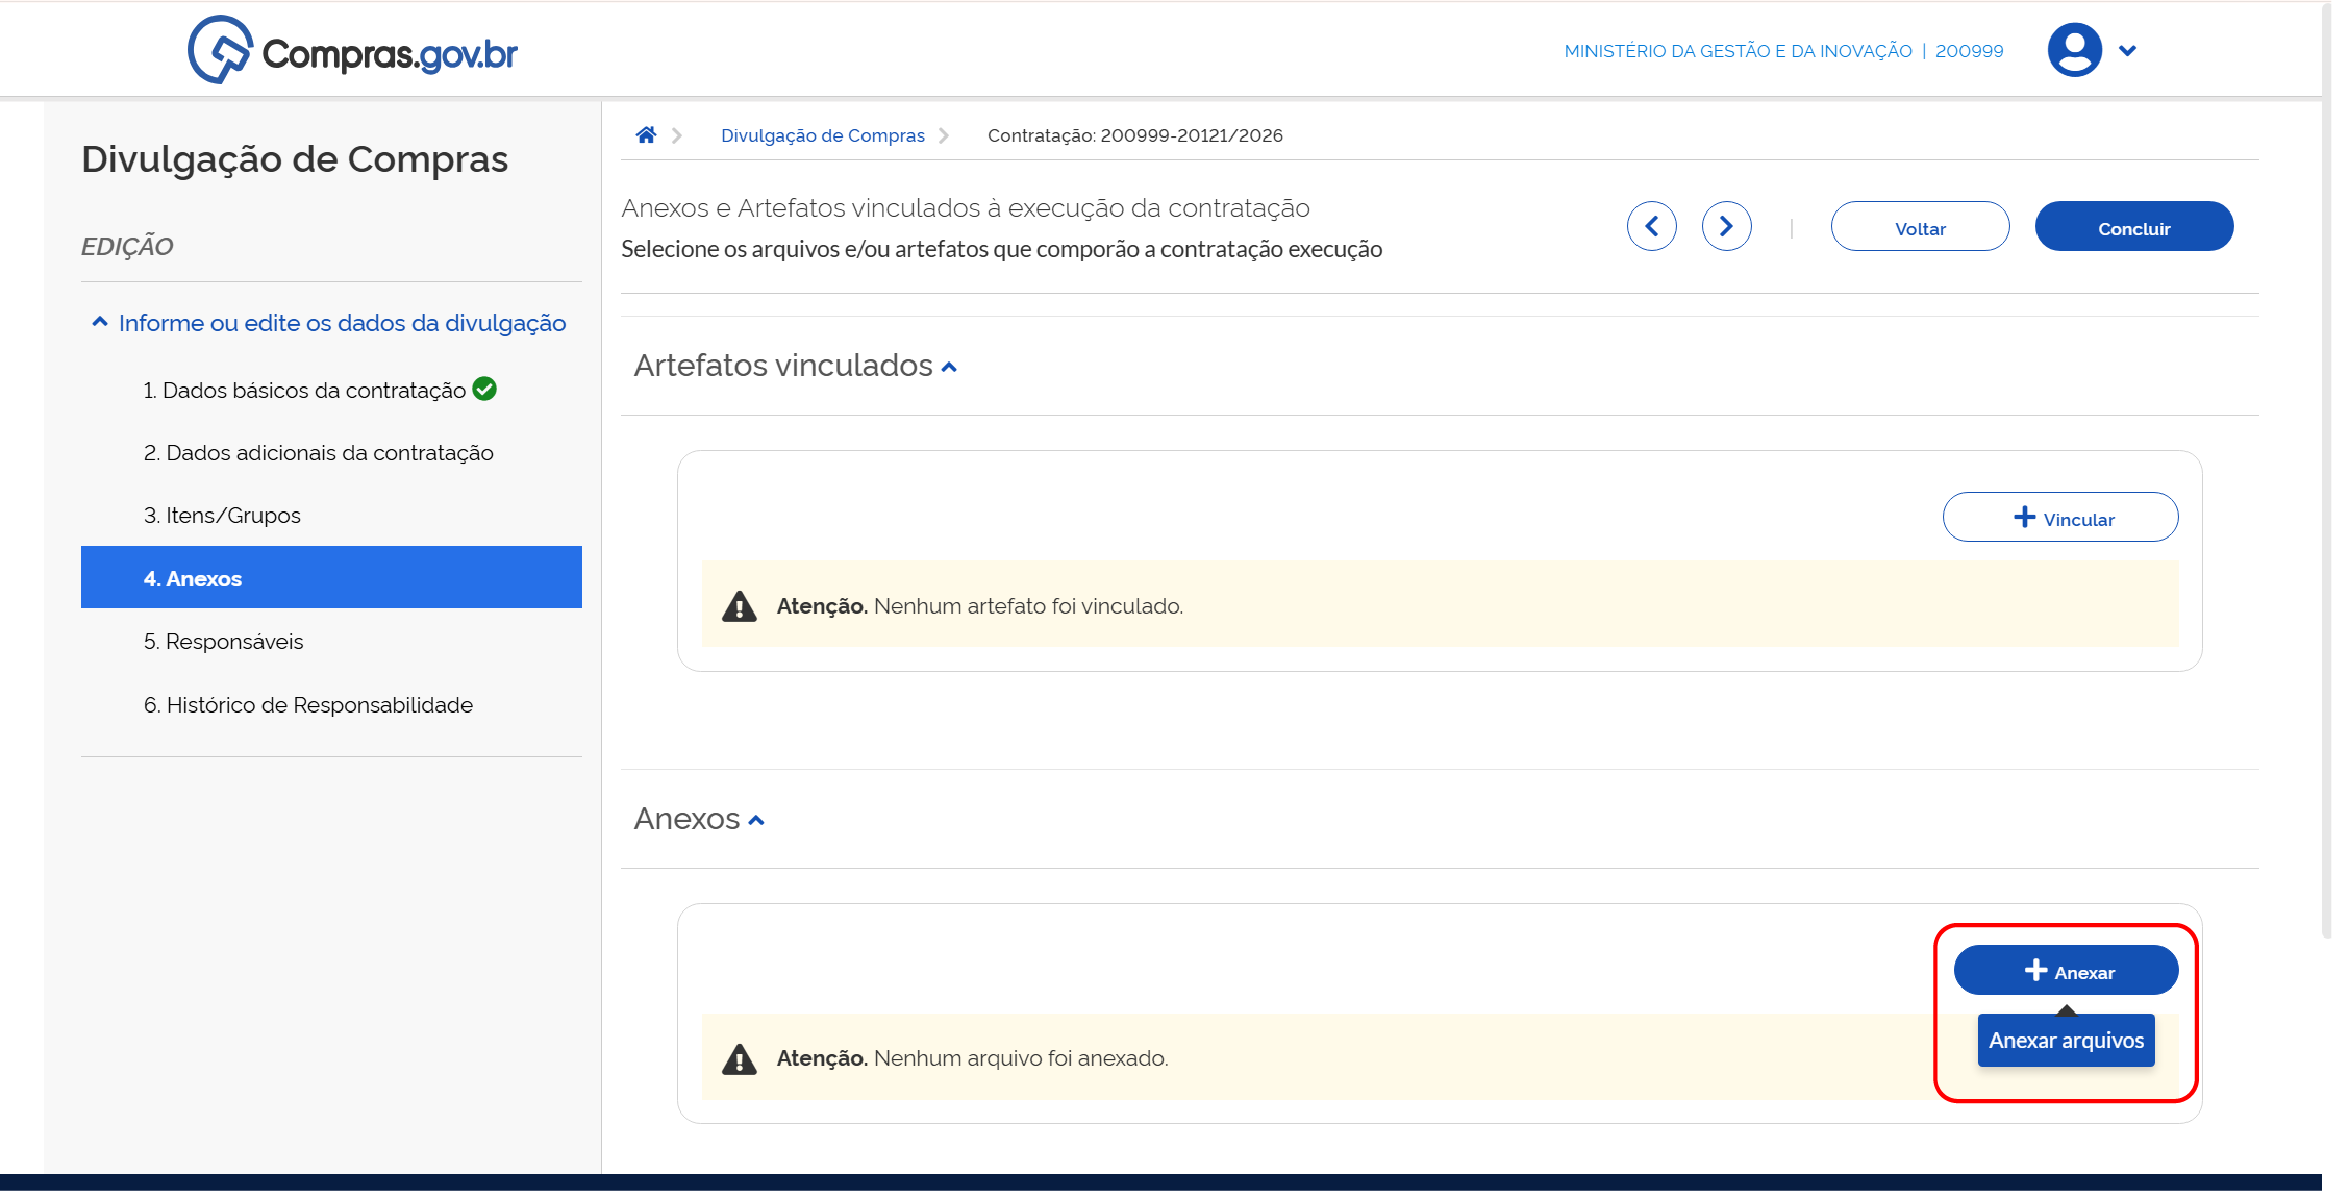 Compras.gov.br
MINISTÉRIO DA GESTÃO E DA INOVAÇÃO | 200999
Divulgação de Compras
EDIÇÃO
Informe ou edite os dados da divulgação
1. Dados básicos da contratação
2. Dados adicionais da contratação
3. Itens/Grupos
4. Anexos
5. Responsáveis
6. Histórico de Responsabilidade
Divulgação de Compras
Contratação: 200999-20121/2026
Anexos e Artefatos vinculados à execução da contratação
Selecione os arquivos e/ou artefatos que comporão a contratação execução
Voltar
Concluir
Artefatos vinculados
Vincular
Atenção. Nenhum artefato foi vinculado.
Anexos
Anexar
Anexar arquivos
Atenção. Nenhum arquivo foi anexado.